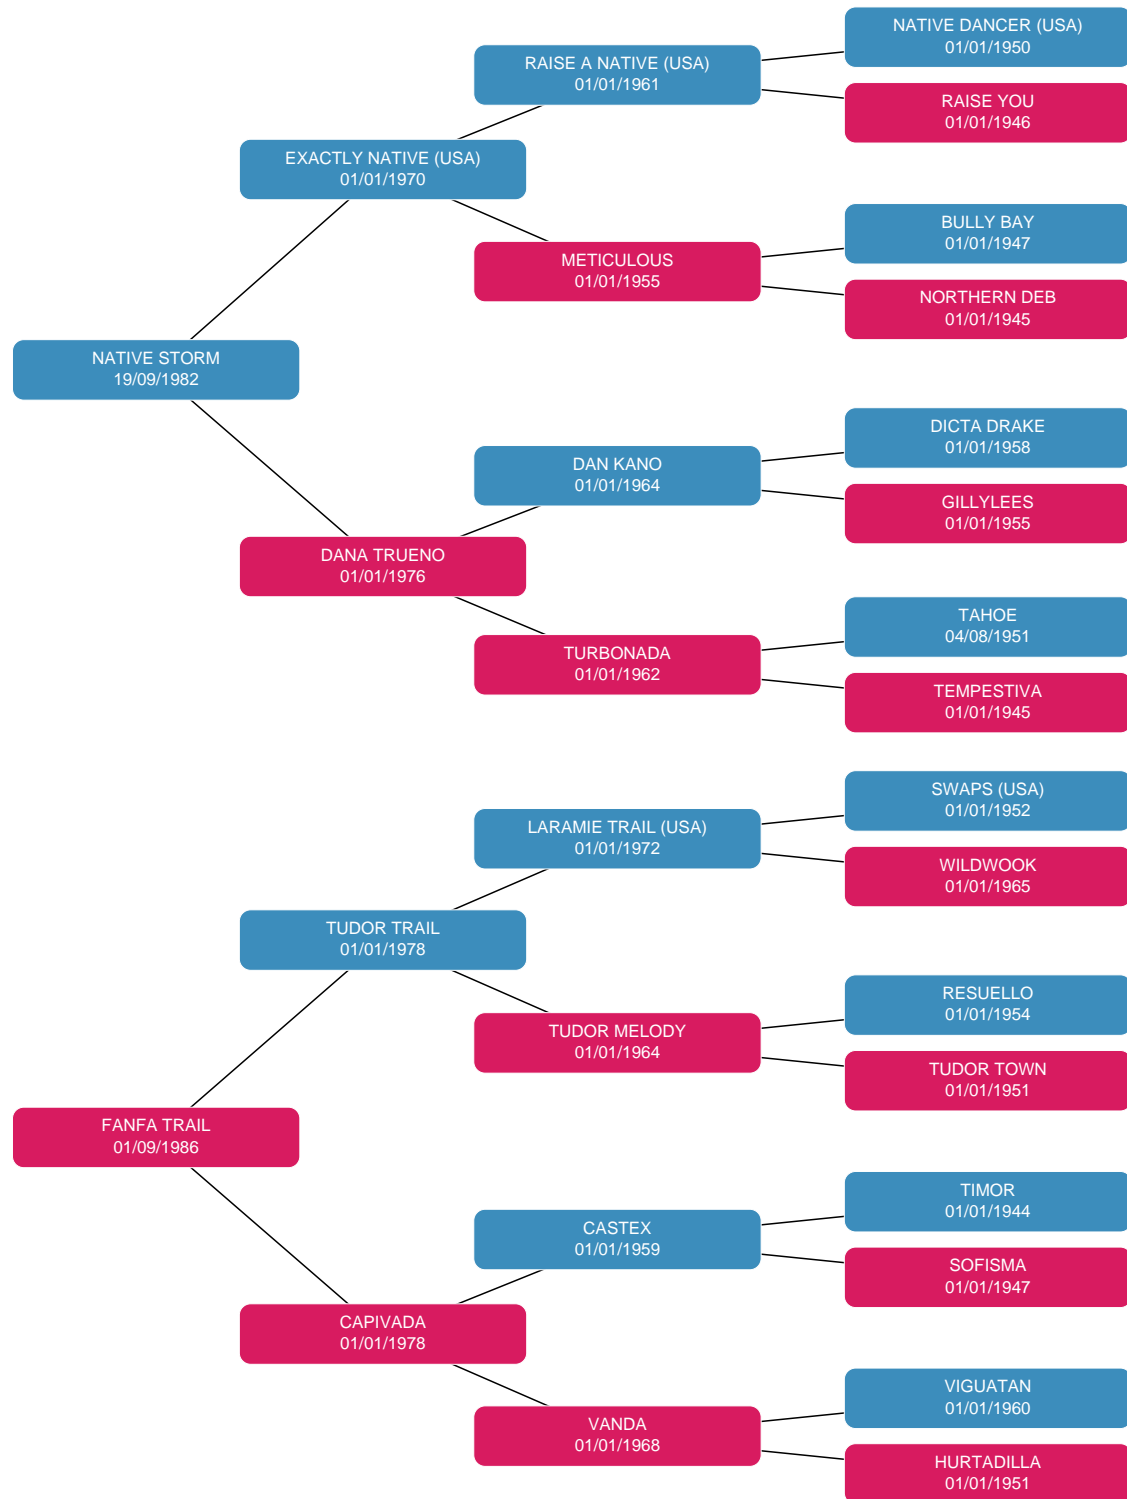 NATIVE DANCER (USA)
01/01/1950
RAISE A NATIVE (USA)
01/01/1961
RAISE YOU
01/01/1946
EXACTLY NATIVE (USA)
01/01/1970
BULLY BAY
01/01/1947
METICULOUS
01/01/1955
NORTHERN DEB
01/01/1945
NATIVE STORM
19/09/1982
DICTA DRAKE
01/01/1958
DAN KANO
01/01/1964
GILLYLEES
01/01/1955
DANA TRUENO
01/01/1976
TAHOE
04/08/1951
TURBONADA
01/01/1962
TEMPESTIVA
01/01/1945
SWAPS (USA)
01/01/1952
LARAMIE TRAIL (USA)
01/01/1972
WILDWOOK
01/01/1965
TUDOR TRAIL
01/01/1978
RESUELLO
01/01/1954
TUDOR MELODY
01/01/1964
TUDOR TOWN
01/01/1951
FANFA TRAIL
01/09/1986
TIMOR
01/01/1944
CASTEX
01/01/1959
SOFISMA
01/01/1947
CAPIVADA
01/01/1978
VIGUATAN
01/01/1960
VANDA
01/01/1968
HURTADILLA
01/01/1951